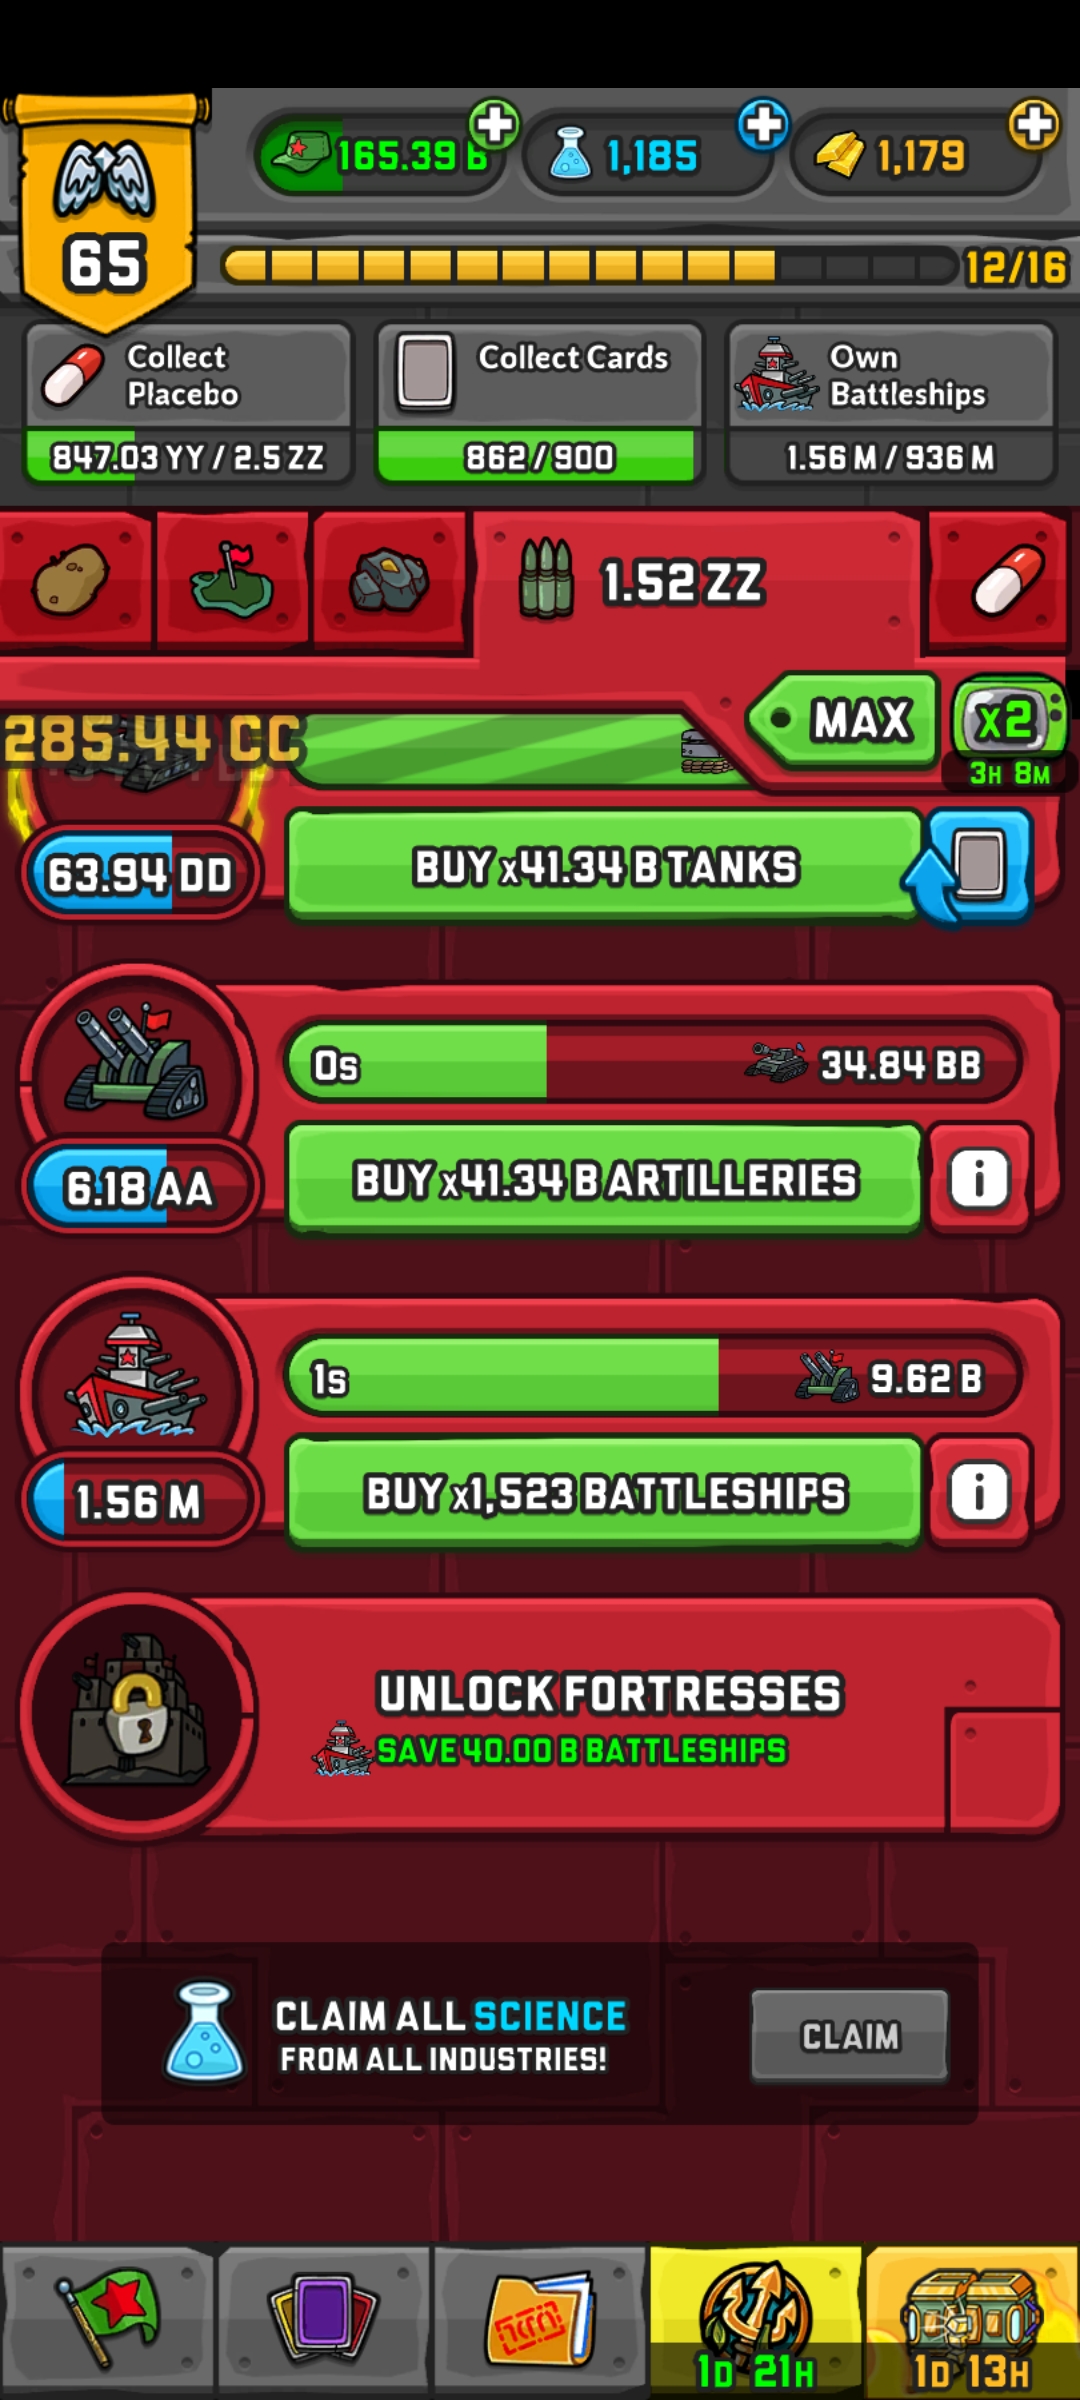 165.39 B
1,185
1,179
65
12/16
Collect
Placebo
847.03 YY / 2.5 ZZ
Collect Cards
862/900
Own
Battleships
1.56 M / 936 M
1.52 ZZ
MAX
x2
3H 8M
285.44 CC
63.94 DD
BUY x41.34 B TANKS
0s
34.84 BB
6.18 AA
BUY x41.34 B ARTILLERIES
i
1s
9.62 B
1.56 M
BUY x1,523 BATTLESHIPS
i
UNLOCK FORTRESSES
SAVE 40.00 B BATTLESHIPS
CLAIM ALL SCIENCE
FROM ALL INDUSTRIES!
CLAIM
1D 21H
1D 13H